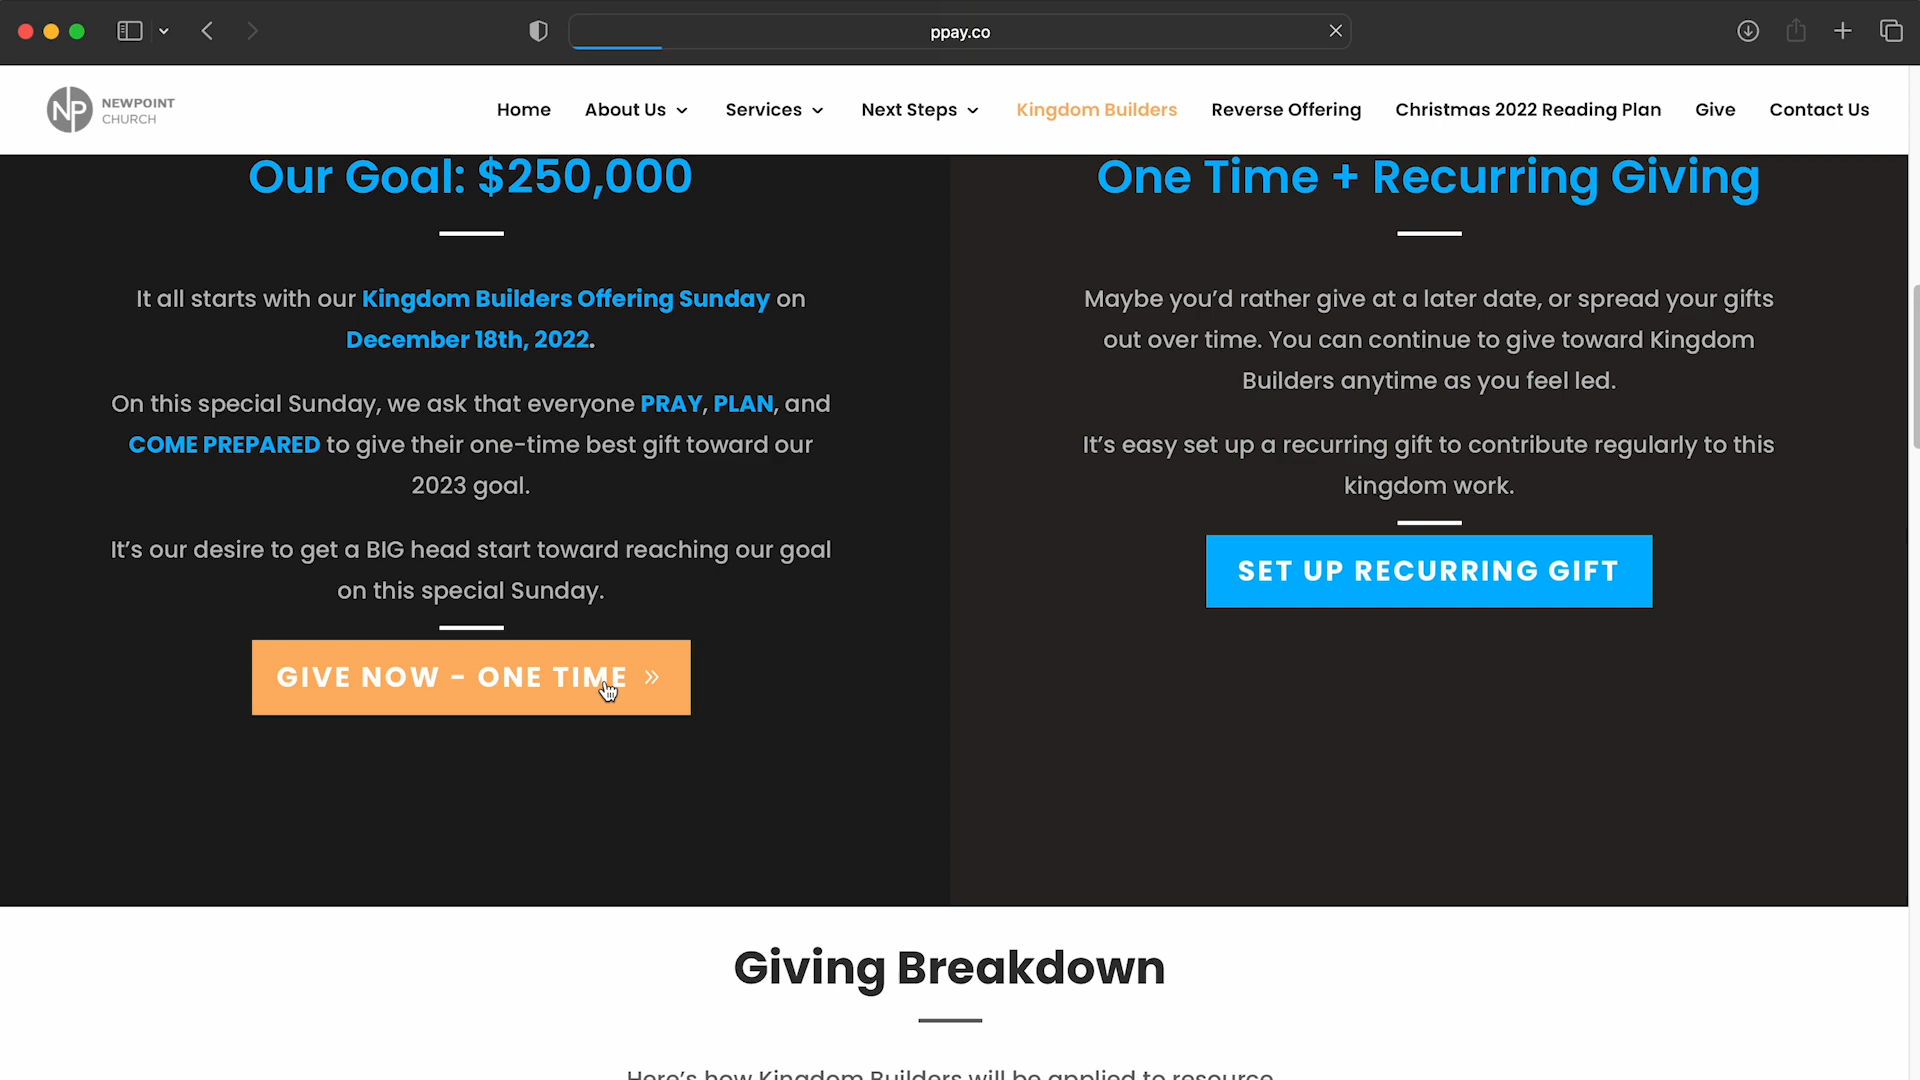 ppay.co
NP NEWPOINT
CHURCH
Home About Us Services Next Steps Kingdom Builders Reverse Offering Christmas 2022 Reading Plan Give Contact Us
Our Goal: $250,000
It all starts with our Kingdom Builders Offering Sunday on
December 18th, 2022.
On this special Sunday, we ask that everyone PRAY, PLAN, and
COME PREPARED to give their one-time best gift toward our
2023 goal.
It's our desire to get a BIG head start toward reaching our goal
on this special Sunday.
GIVE NOW - ONE TIME »
One Time + Recurring Giving
Maybe you'd rather give at a later date, or spread your gifts
out over time. You can continue to give toward Kingdom
Builders anytime as you feel led.
It's easy set up a recurring gift to contribute regularly to this
kingdom work.
SET UP RECURRING GIFT
Giving Breakdown
Here's how Kingdom Builders will be applied to resource